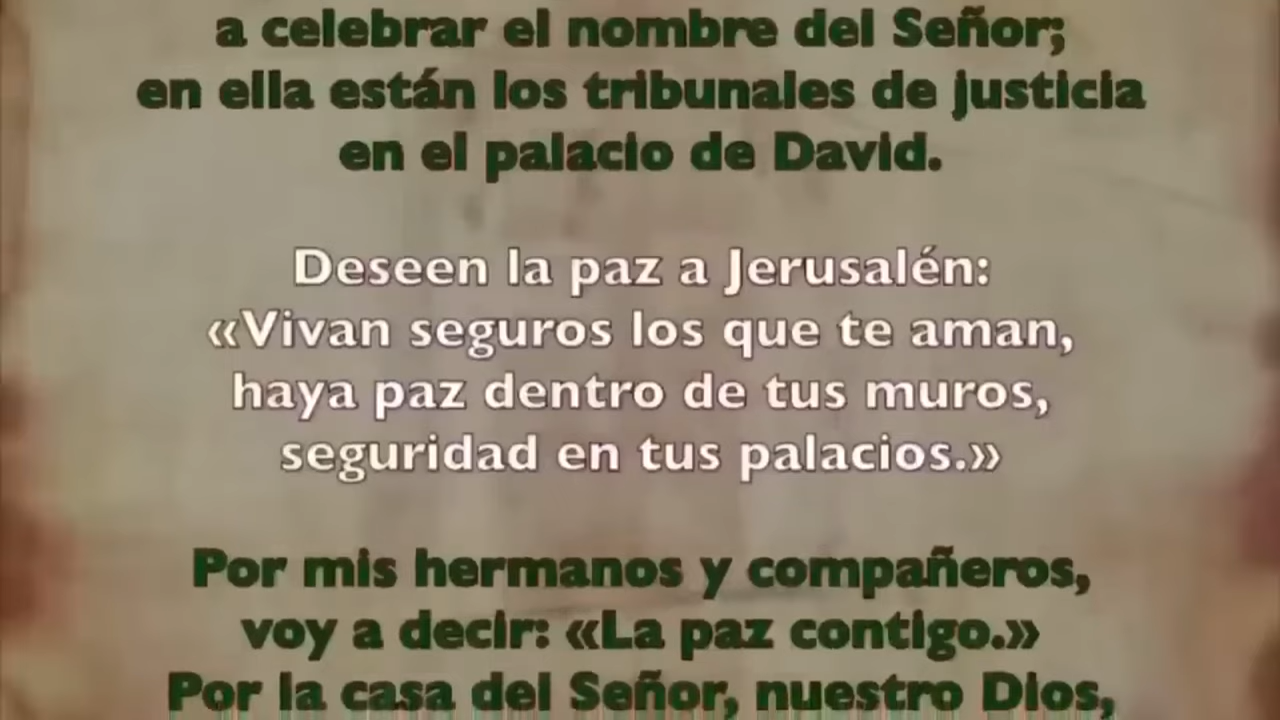 a celebrar el nombre del Señor;
en ella están los tribunales de justicia
en el palacio de David.
Deseen la paz a Jerusalén:
«Vivan seguros los que te aman,
haya paz dentro de tus muros,
seguridad en tus palacios.»
Por mis hermanos y compañeros,
voy a decir: «La paz contigo.»
Por la casa del Señor, nuestro Dios,